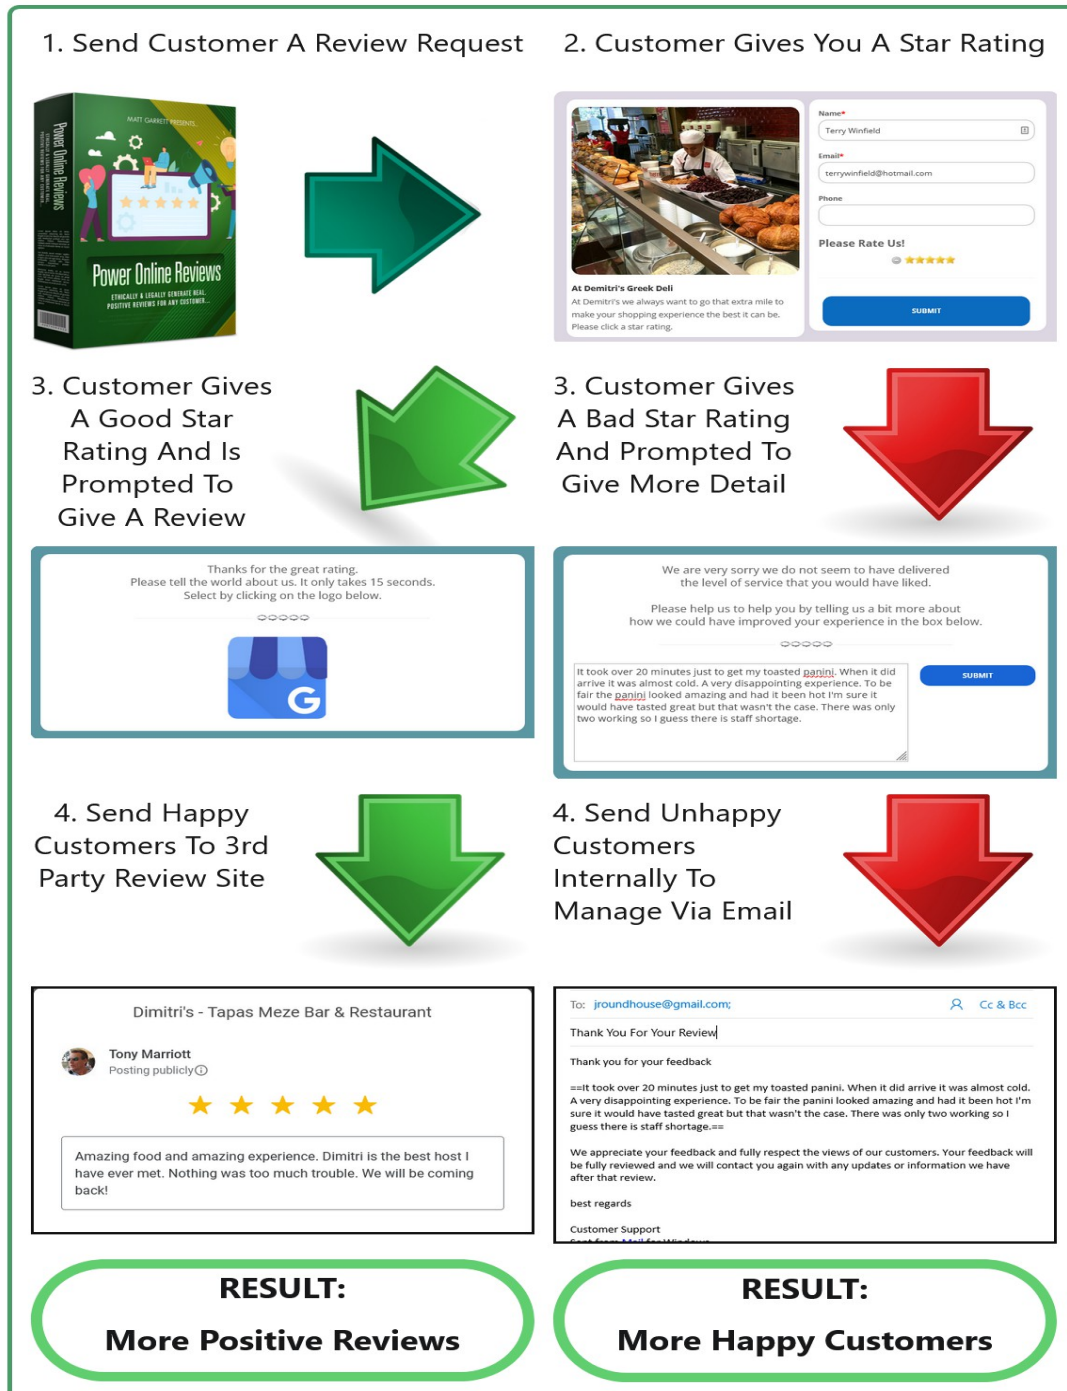 1. Send Customer A Review Request
2. Customer Gives You A Star Rating
MATT GARRETT PRESENTS...
Power Online Reviews
Power Online Reviews
ETHICALLY & LEGALLY GENERATE REAL,
POSITIVE REVIEWS FOR ANY CUSTOMER...
At Demitri's Greek Deli
At Demitri's we always want to go that extra mile to
make your shopping experience the best it can be.
Please click a star rating.
Name*
Terry Winfield
Email*
terrywinfield@hotmail.com
Phone
Please Rate Us!
SUBMIT
3. Customer Gives
A Good Star
Rating And Is
Prompted To
Give A Review
3. Customer Gives
A Bad Star Rating
And Prompted To
Give More Detail
Thanks for the great rating.
Please tell the world about us. It only takes 15 seconds.
Select by clicking on the logo below.
G
We are very sorry we do not seem to have delivered
the level of service that you would have liked.
Please help us to help you by telling us a bit more about
how we could have improved your experience in the box below.
It took over 20 minutes just to get my toasted panini. When it did
arrive it was almost cold. A very disappointing experience. To be
fair the panini looked amazing and had it been hot I'm sure it
would have tasted great but that wasn't the case. There was only
two working so I guess there is staff shortage.
SUBMIT
4. Send Happy
Customers To 3rd
Party Review Site
4. Send Unhappy
Customers
Internally To
Manage Via Email
Dimitri's - Tapas Meze Bar & Restaurant
Tony Marriott
Posting publicly
Amazing food and amazing experience. Dimitri is the best host I
have ever met. Nothing was too much trouble. We will be coming
back!
To: jroundhouse@gmail.com;
Cc & Bcc
Thank You For Your Review
Thank you for your feedback
==It took over 20 minutes just to get my toasted panini. When it did arrive it was almost cold.
A very disappointing experience. To be fair the panini looked amazing and had it been hot I'm
sure it would have tasted great but that wasn't the case. There was only two working so I
guess there is staff shortage.==
We appreciate your feedback and fully respect the views of our customers. Your feedback will
be fully reviewed and we will contact you again with any updates or information we have
after that review.
best regards
Customer Support
Sent from Mail for Windows
RESULT:
More Positive Reviews
RESULT:
More Happy Customers